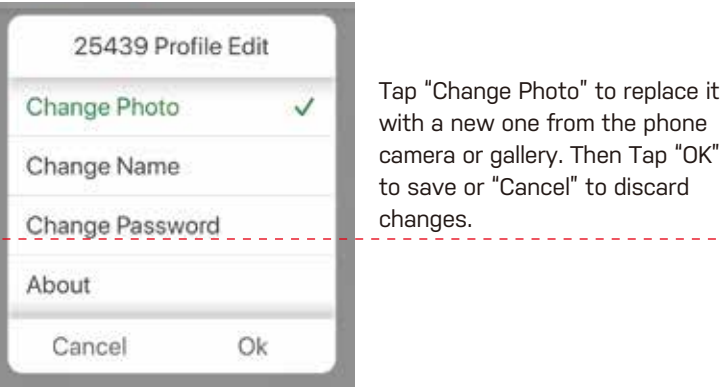 25439 Profile Edit
Change Photo
Change Name
Change Password
About
Cancel Ok
Tap “Change Photo” to replace it
with a new one from the phone
camera or gallery. Then Tap “OK”
to save or “Cancel” to discard
changes.